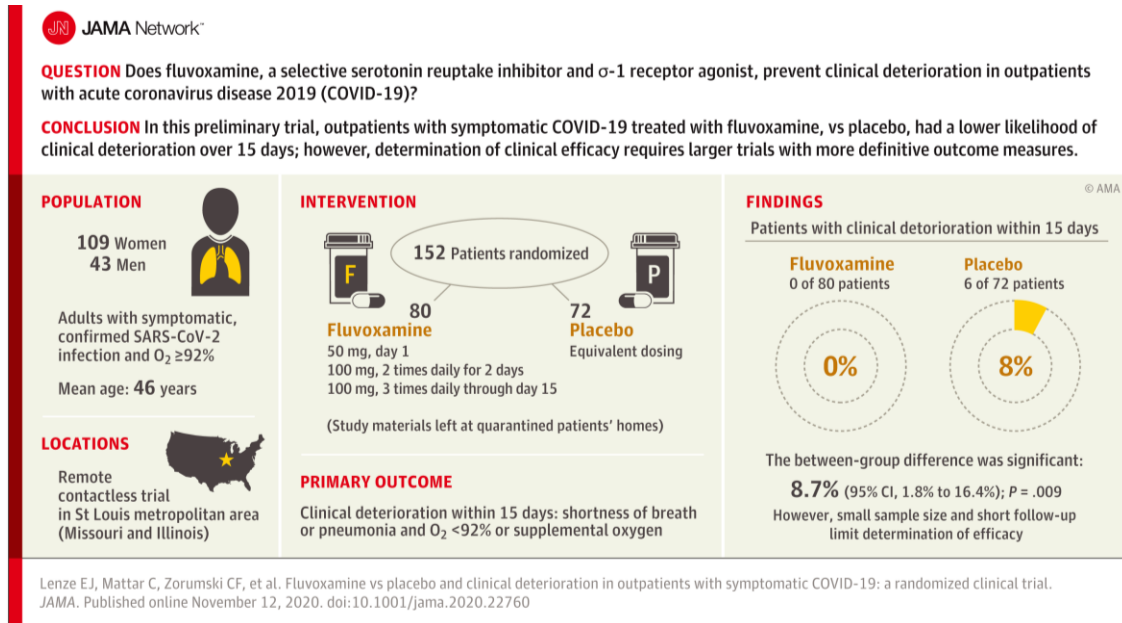 JN JAMA Network™
QUESTION Does fluvoxamine, a selective serotonin reuptake inhibitor and σ-1 receptor agonist, prevent clinical deterioration in outpatients
with acute coronavirus disease 2019 (COVID-19)?
CONCLUSION In this preliminary trial, outpatients with symptomatic COVID-19 treated with fluvoxamine, vs placebo, had a lower likelihood of
clinical deterioration over 15 days; however, determination of clinical efficacy requires larger trials with more definitive outcome measures.
© AMA
POPULATION
109 Women
43 Men
Adults with symptomatic,
confirmed SARS-CoV-2
infection and O₂ ≥92%
Mean age: 46 years
LOCATIONS
Remote
contactless trial
in St Louis metropolitan area
(Missouri and Illinois)
INTERVENTION
152 Patients randomized
F
P
80
Fluvoxamine
50 mg, day 1
100 mg, 2 times daily for 2 days
100 mg, 3 times daily through day 15
72
Placebo
Equivalent dosing
(Study materials left at quarantined patients' homes)
PRIMARY OUTCOME
Clinical deterioration within 15 days: shortness of breath
or pneumonia and O₂ <92% or supplemental oxygen
FINDINGS
Patients with clinical detorioration within 15 days
Fluvoxamine
0 of 80 patients
0%
Placebo
6 of 72 patients
8%
The between-group difference was significant:
8.7% (95% CI, 1.8% to 16.4%); P = .009
However, small sample size and short follow-up
limit determination of efficacy
Lenze EJ, Mattar C, Zorumski CF, et al. Fluvoxamine vs placebo and clinical deterioration in outpatients with symptomatic COVID-19: a randomized clinical trial.
JAMA. Published online November 12, 2020. doi:10.1001/jama.2020.22760